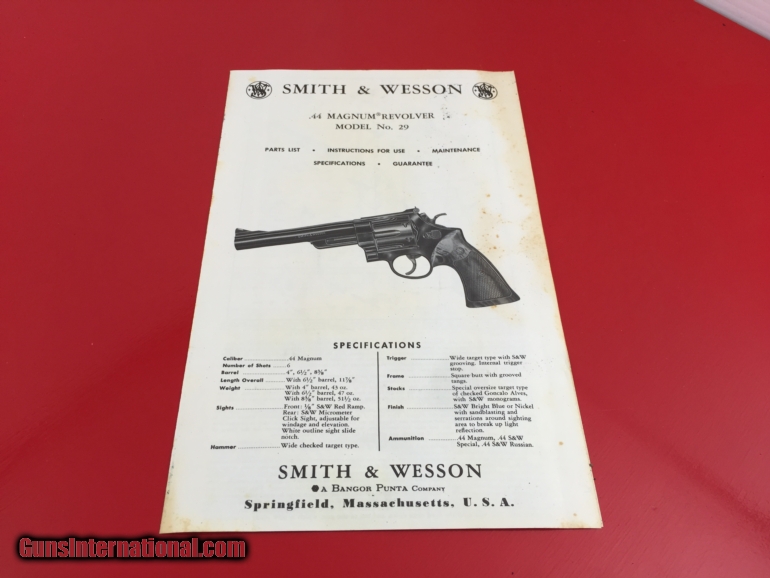 SMITH & WESSON
.44 MAGNUM® REVOLVER
MODEL No. 29
PARTS LIST • INSTRUCTIONS FOR USE • MAINTENANCE
SPECIFICATIONS • GUARANTEE
SPECIFICATIONS
Caliber .44 Magnum
Number of Shots 6
Barrel 4", 6½", 8⅜"
Length Overall With 6½" barrel, 11⅞"
Weight With 4" barrel, 43 oz.
With 6½" barrel, 47 oz.
With 8⅜" barrel, 51½ oz.
Sights Front: ⅛" S&W Red Ramp.
Rear: S&W Micrometer
Click Sight, adjustable for
windage and elevation.
White outline sight slide
notch.
Hammer Wide checked target type.
Trigger Wide target type with S&W
grooving. Internal trigger
stop.
Frame Square butt with grooved
tangs.
Stocks Special oversize target type
of checked Goncalo Alves,
with S&W monograms.
Finish S&W Bright Blue or Nickel
with sandblasting and
serrations around sighting
area to break up light
reflection.
Ammunition .44 Magnum, .44 S&W
Special, .44 S&W Russian.
SMITH & WESSON
A BANGOR PUNTA COMPANY
Springfield, Massachusetts, U. S. A.
GunsInternational.com